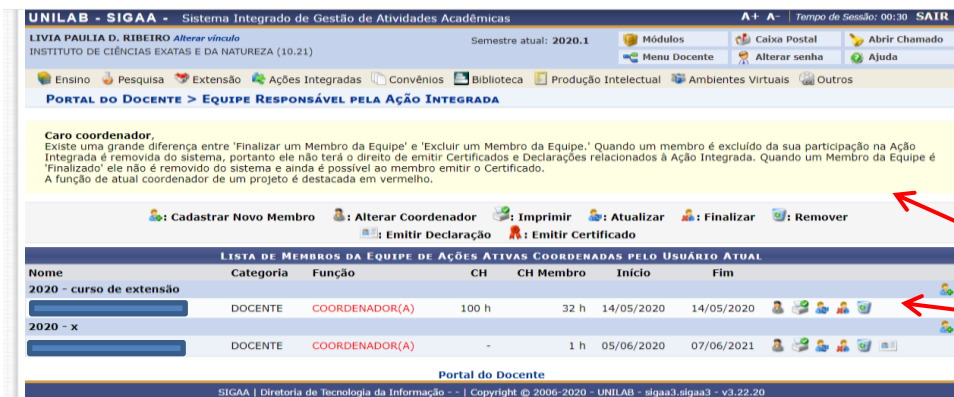 UNILAB - SIGAA - Sistema Integrado de Gestão de Atividades Acadêmicas
A+ A- | Tempo de Sessão: 00:30 SAIR
LIVIA PAULIA D. RIBEIRO Alterar vínculo
INSTITUTO DE CIÊNCIAS EXATAS E DA NATUREZA (10.21)
Semestre atual: 2020.1
Módulos
Caixa Postal
Abrir Chamado
Menu Docente
Alterar senha
Ajuda
Ensino Pesquisa Extensão Ações Integradas Convênios Biblioteca Produção Intelectual Ambientes Virtuais Outros
PORTAL DO DOCENTE > EQUIPE RESPONSÁVEL PELA AÇÃO INTEGRADA
Caro coordenador,
Existe uma grande diferença entre 'Finalizar um Membro da Equipe' e 'Excluir um Membro da Equipe.' Quando um membro é excluído da sua participação na Ação
Integrada é removida do sistema, portanto ele não terá o direito de emitir Certificados e Declarações relacionados à Ação Integrada. Quando um Membro da Equipe é
'Finalizado' ele não é removido do sistema e ainda é possível ao membro emitir o Certificado.
A função de atual coordenador de um projeto é destacada em vermelho.
: Cadastrar Novo Membro : Alterar Coordenador : Imprimir : Atualizar : Finalizar : Remover
: Emitir Declaração : Emitir Certificado
LISTA DE MEMBROS DA EQUIPE DE AÇÕES ATIVAS COORDENADAS PELO USUÁRIO ATUAL
Nome Categoria Função CH CH Membro Início Fim
2020 - curso de extensão
DOCENTE COORDENADOR(A) 100 h 32 h 14/05/2020 14/05/2020
2020 - x
DOCENTE COORDENADOR(A) - 1 h 05/06/2020 07/06/2021
Portal do Docente
SIGAA | Diretoria de Tecnologia da Informação - - | Copyright © 2006-2020 - UNILAB - sigaa3.sigaa3 - v3.22.20